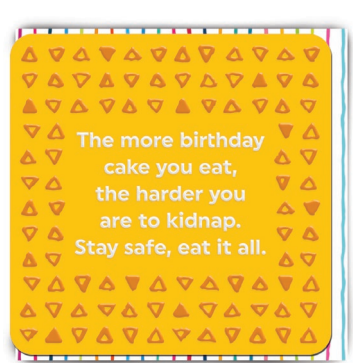 The more birthday
cake you eat,
the harder you
are to kidnap.
Stay safe, eat it all.